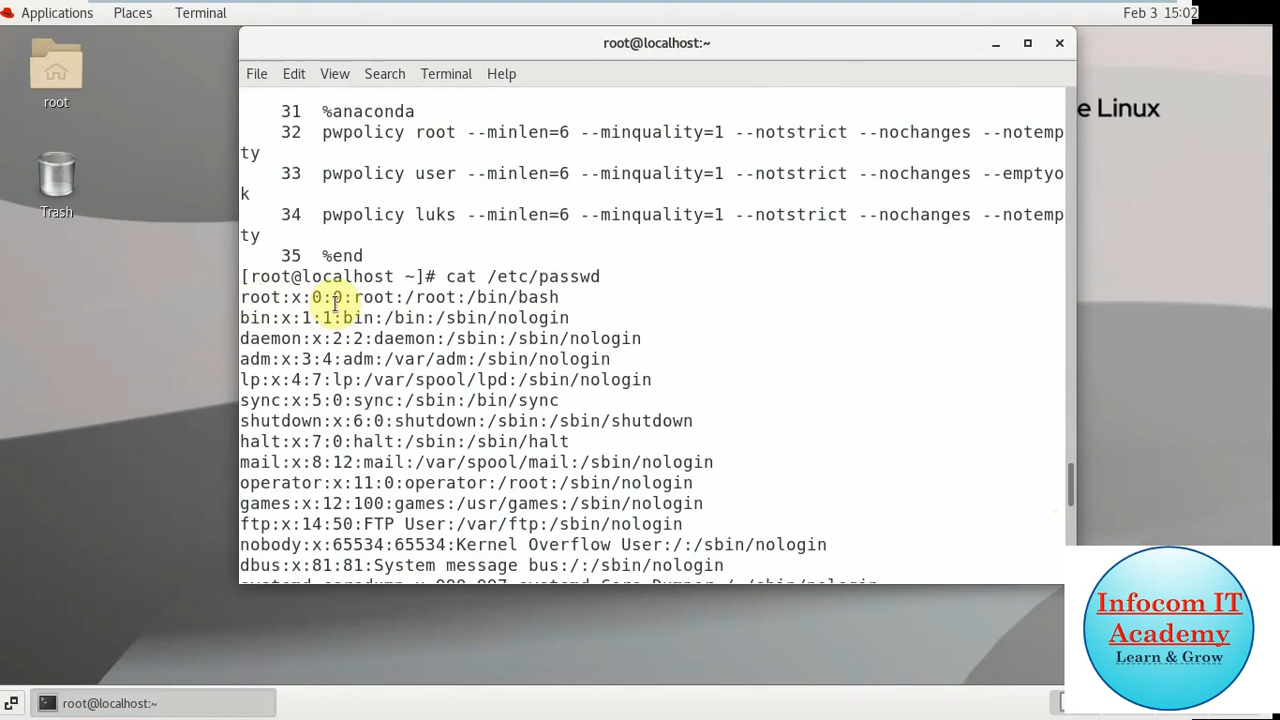 Applications Places Terminal Feb 3 15:02
root@localhost:~
File Edit View Search Terminal Help
root
Trash
e Linux
31 %anaconda
32 pwpolicy root --minlen=6 --minquality=1 --notstrict --nochanges --notemp
ty
33 pwpolicy user --minlen=6 --minquality=1 --notstrict --nochanges --emptyo
k
34 pwpolicy luks --minlen=6 --minquality=1 --notstrict --nochanges --notemp
ty
35 %end
[root@localhost ~]# cat /etc/passwd
root:x:0:0:root:/root:/bin/bash
bin:x:1:1:bin:/bin:/sbin/nologin
daemon:x:2:2:daemon:/sbin:/sbin/nologin
adm:x:3:4:adm:/var/adm:/sbin/nologin
lp:x:4:7:lp:/var/spool/lpd:/sbin/nologin
sync:x:5:0:sync:/sbin:/bin/sync
shutdown:x:6:0:shutdown:/sbin:/sbin/shutdown
halt:x:7:0:halt:/sbin:/sbin/halt
mail:x:8:12:mail:/var/spool/mail:/sbin/nologin
operator:x:11:0:operator:/root:/sbin/nologin
games:x:12:100:games:/usr/games:/sbin/nologin
ftp:x:14:50:FTP User:/var/ftp:/sbin/nologin
nobody:x:65534:65534:Kernel Overflow User:/:/sbin/nologin
dbus:x:81:81:System message bus:/:/sbin/nologin
Infocom IT
Academy
Learn & Grow
root@localhost:~